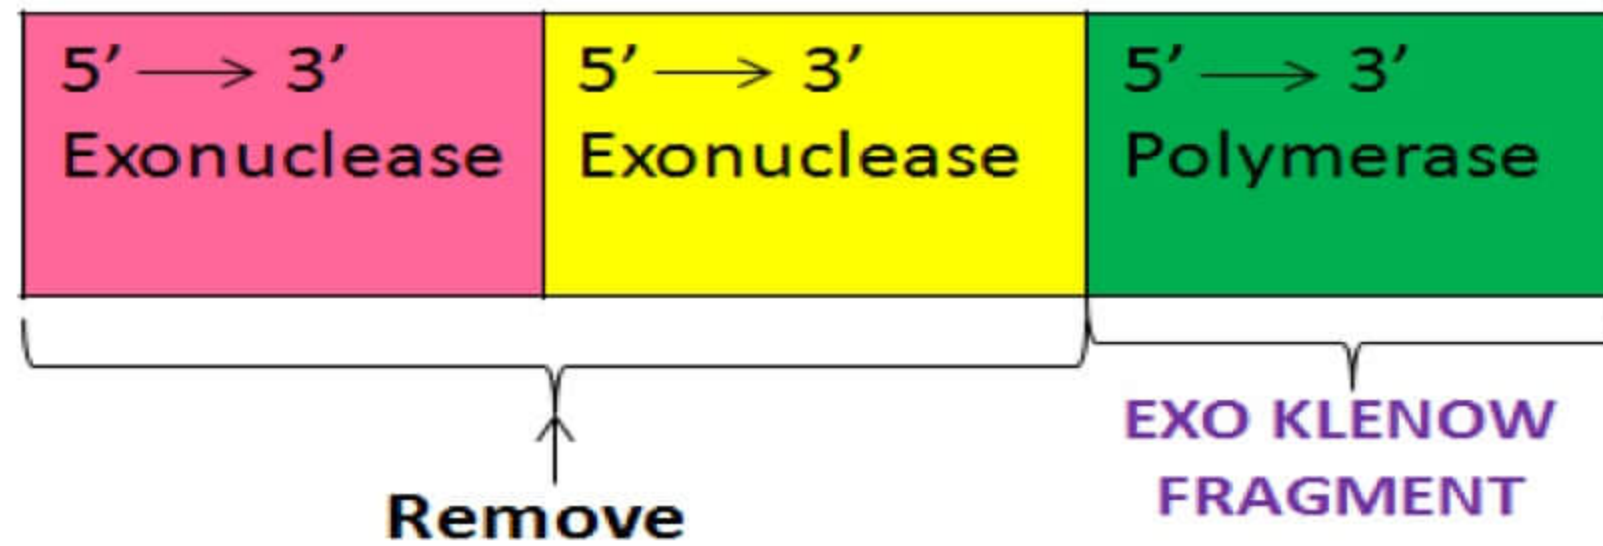 5’ → 3’ 5’ → 3’ 5’ → 3’
Exonuclease Exonuclease Polymerase
EXO KLENOW
FRAGMENT
Remove